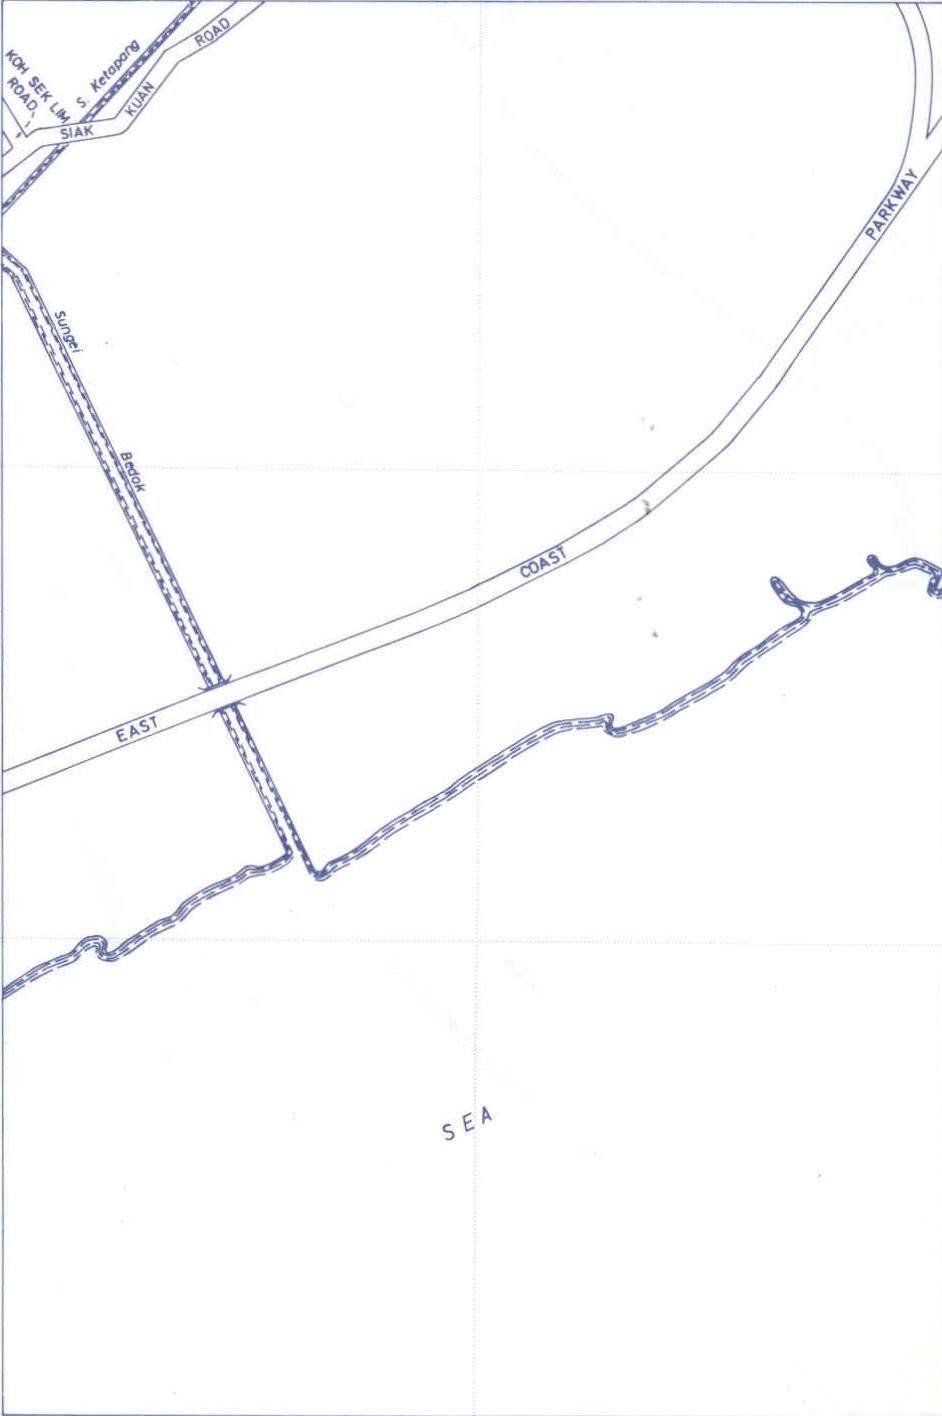 ROAD
KOH SEK LIM
ROAD
S. Ketapang
KUAN
SIAK
PARKWAY
Sungei
Bedok
COAST
EAST
SEA